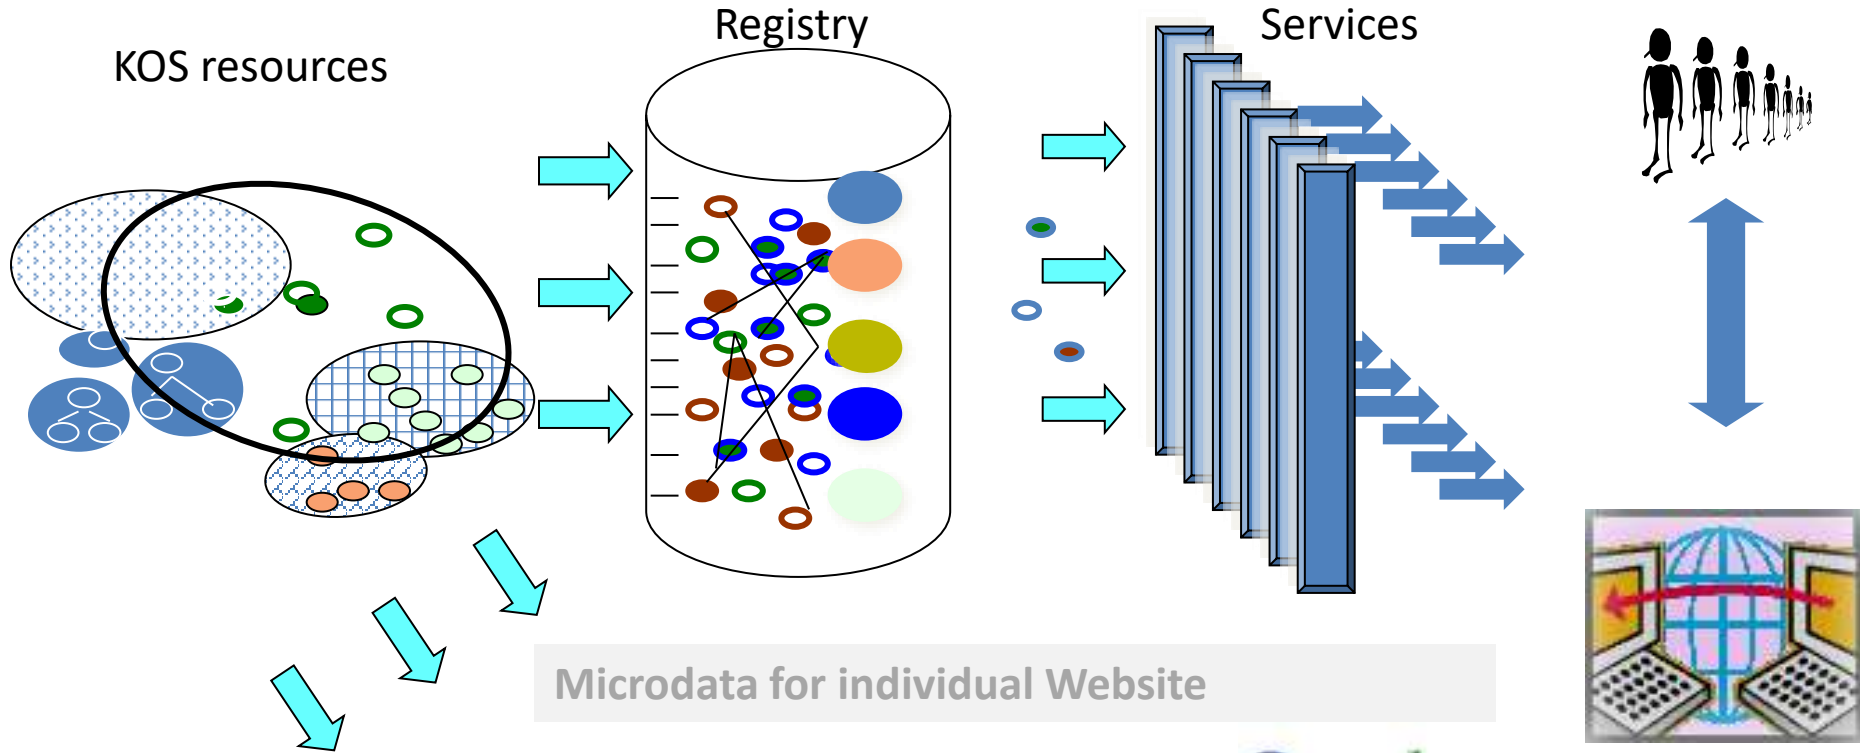 KOS resources
Registry
Services
Microdata for individual Website